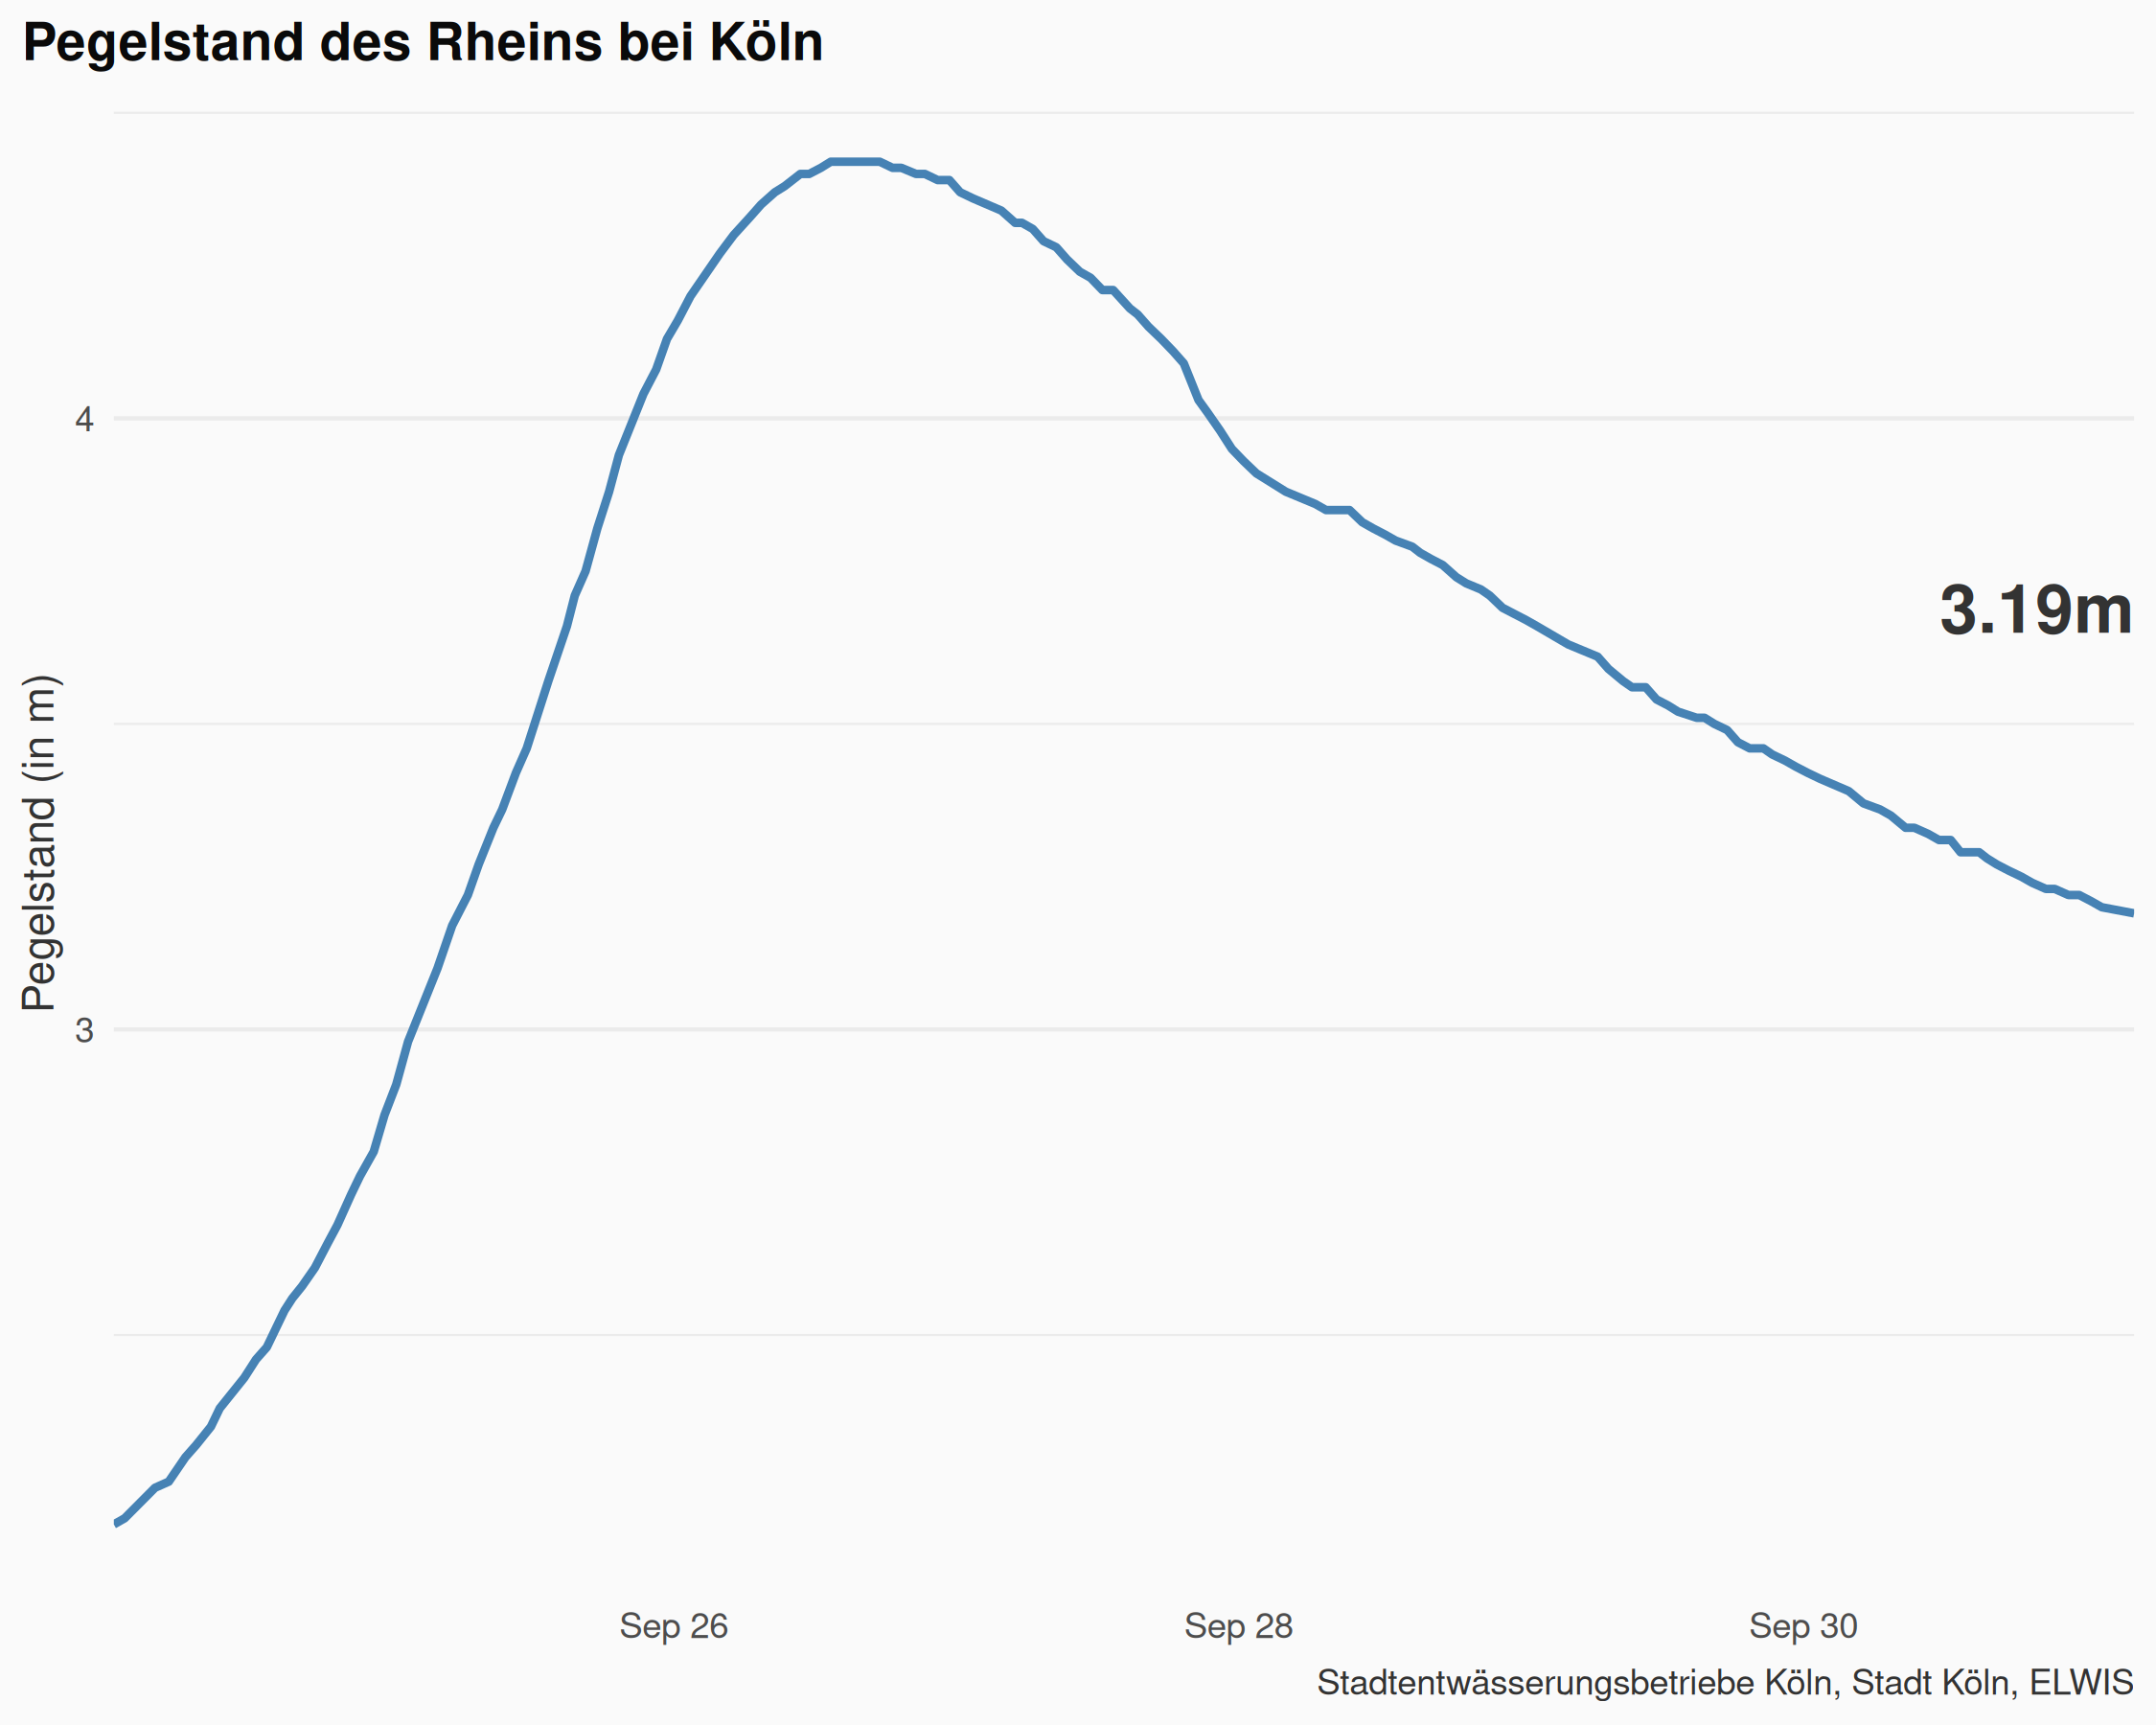 Pegelstand des Rheins bei Köln
Pegelstand (in m)
4
3
3.19m
Sep 26
Sep 28
Sep 30
Stadtentwässerungsbetriebe Köln, Stadt Köln, ELWIS